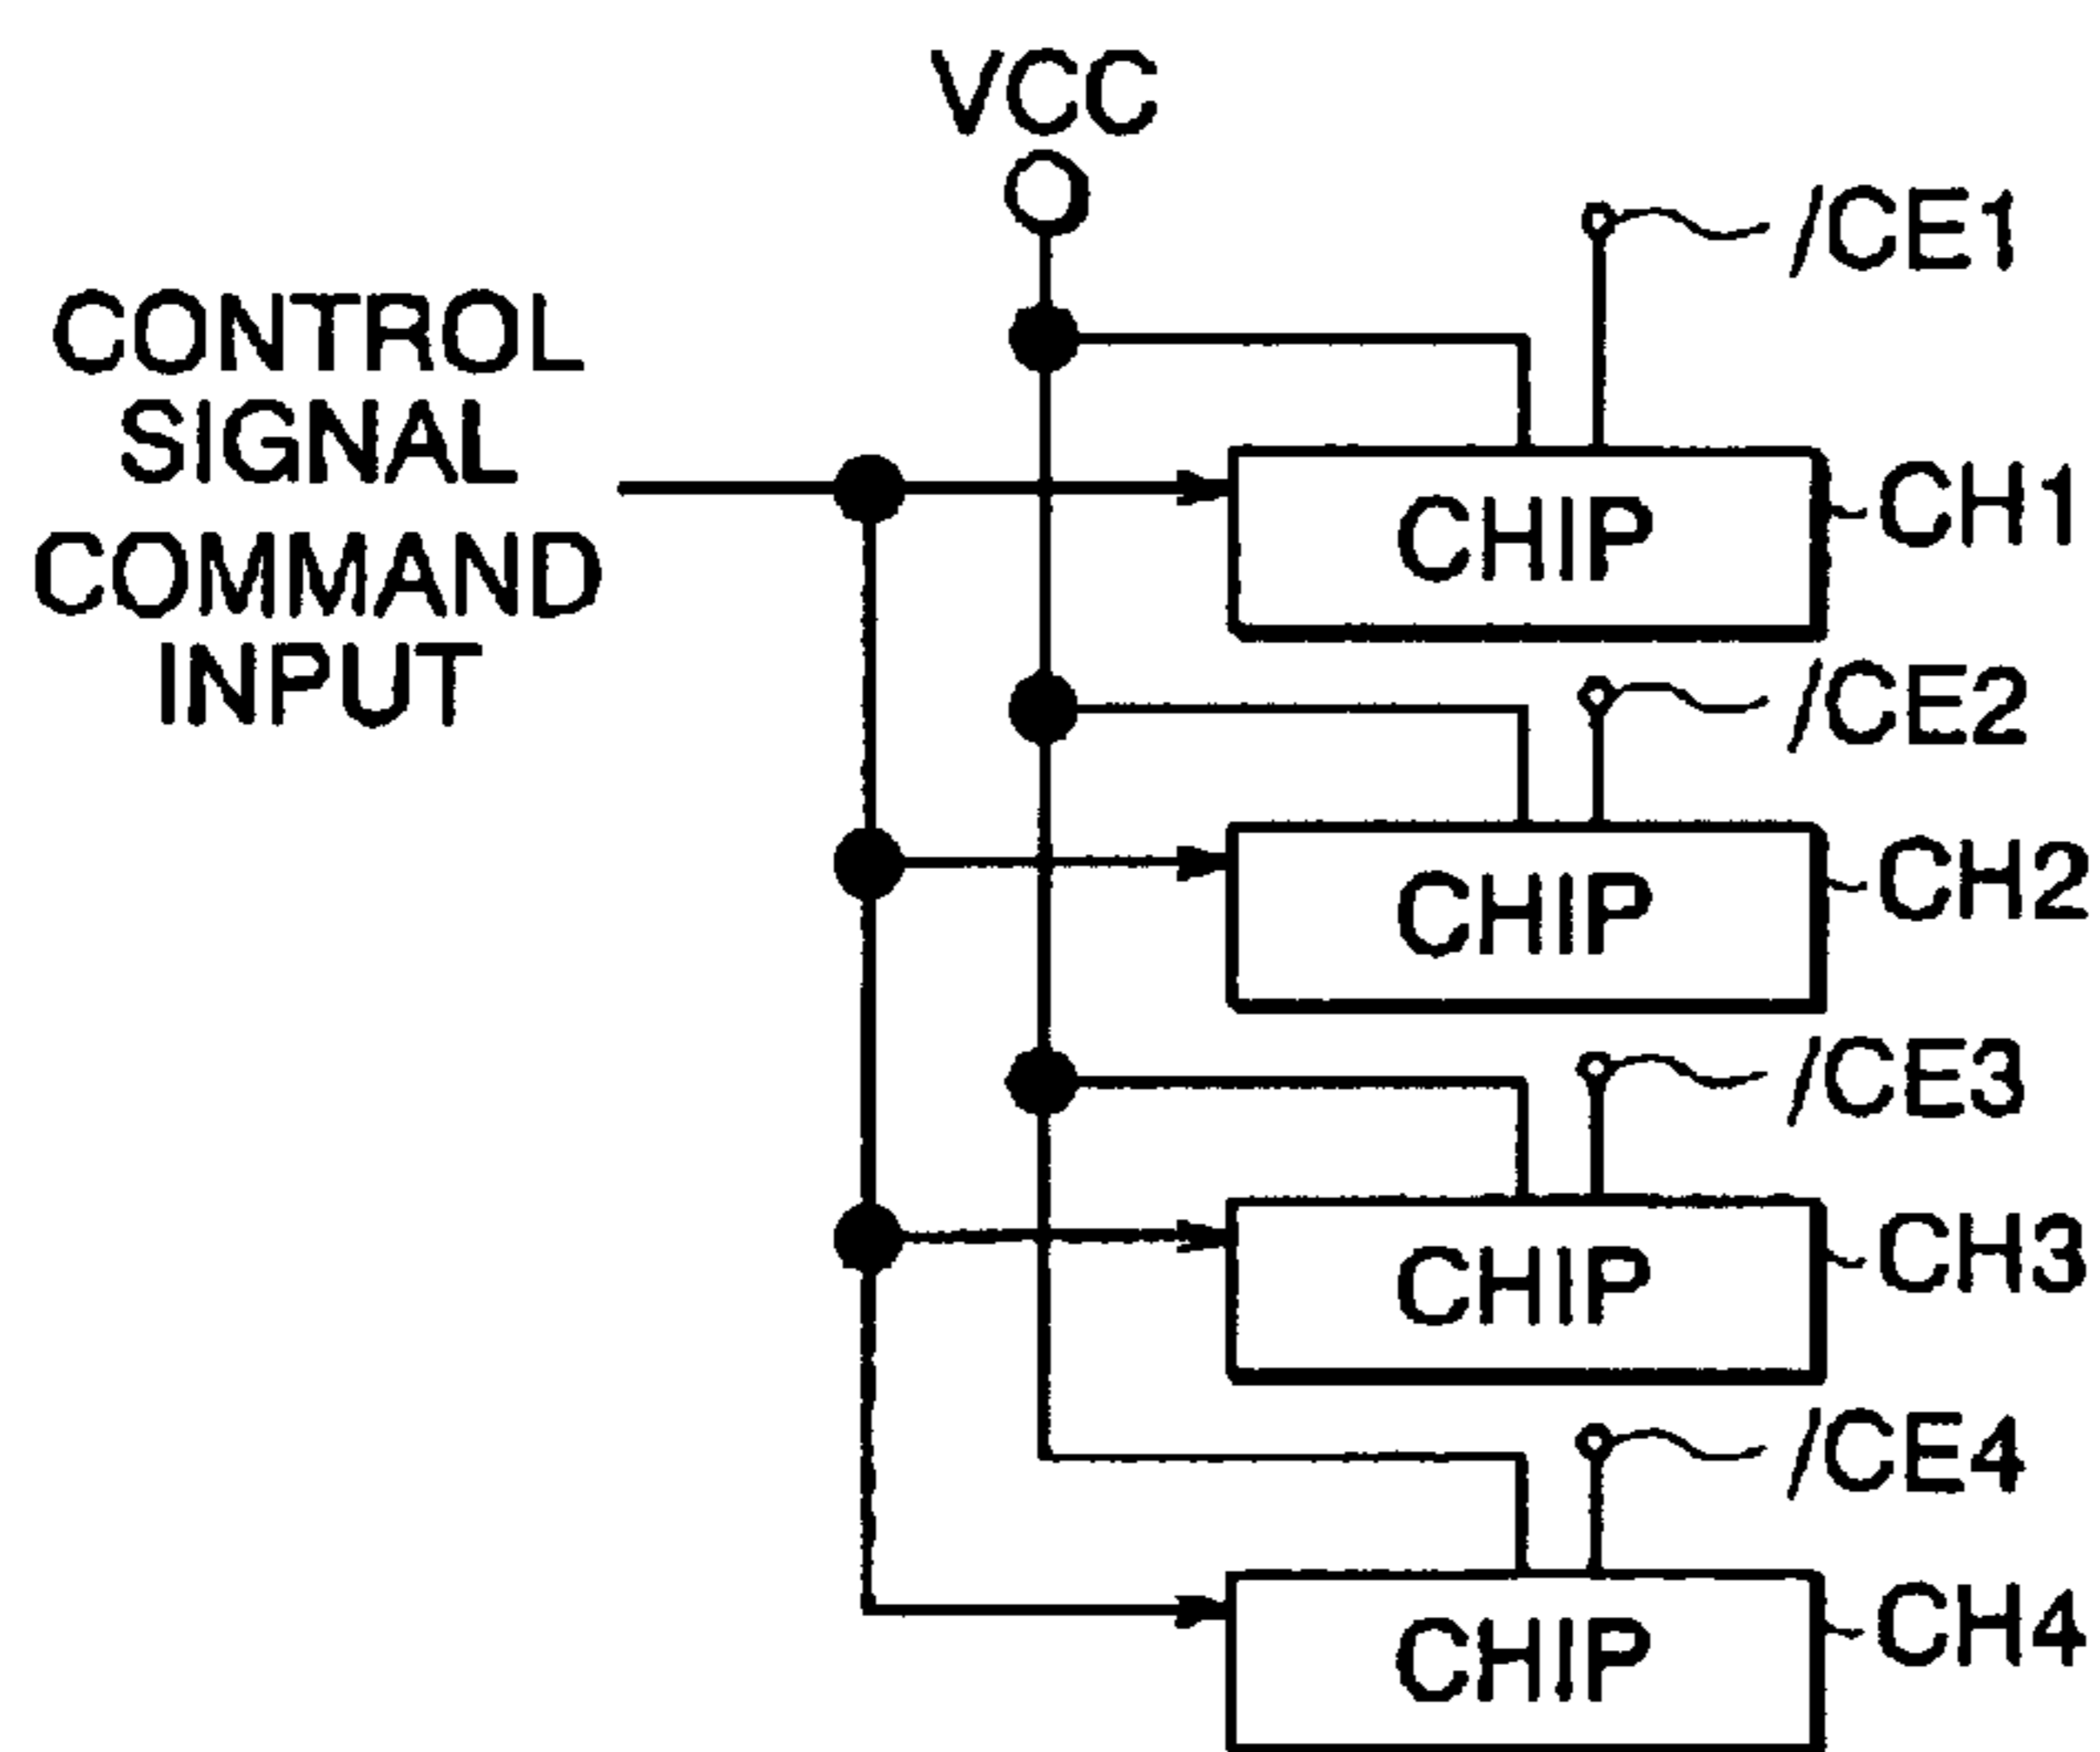 VCC
/CE1
CONTROL
SIGNAL
COMMAND
INPUT
CHIP
CH1
/CE2
CHIP
CH2
/CE3
CHIP
CH3
/CE4
CHIP
CH4